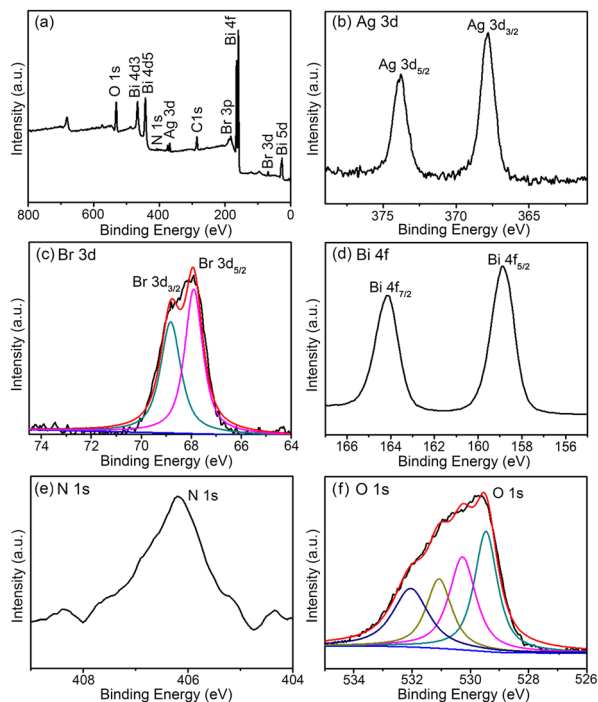 (a)
Intensity (a.u.)
O 1s
Bi 4d3
Bi 4d5
N 1s
Ag 3d
C1s
Br 3p
Bi 4f
Br 3d
Bi 5d
800 600 400 200 0
Binding Energy (eV)
(b) Ag 3d
Intensity (a.u.)
Ag 3d5/2
Ag 3d3/2
375 370 365
Binding Energy (eV)
(c) Br 3d
Intensity (a.u.)
Br 3d3/2
Br 3d5/2
74 72 70 68 66 64
Binding Energy (eV)
(d) Bi 4f
Intensity (a.u.)
Bi 4f7/2
Bi 4f5/2
165 162 159 156
Binding Energy (eV)
(e) N 1s
Intensity (a.u.)
N 1s
408 406 404
Binding Energy (eV)
(f) O 1s
Intensity (a.u.)
O 1s
534 532 530 528 526
Binding Energy (eV)